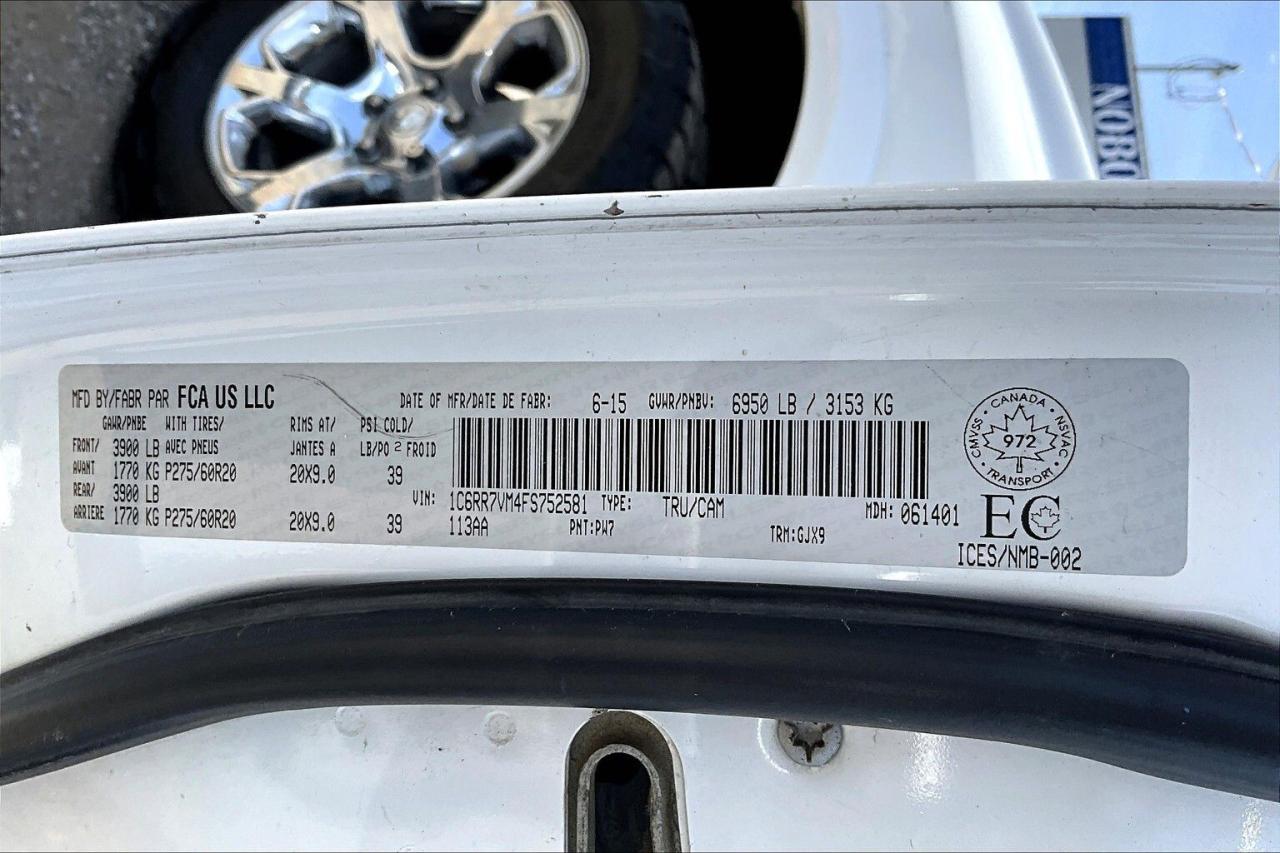 NOBO
MFD BY/FABR PAR FCA US LLC DATE OF MFR/DATE DE FABR: 6-15 GVWR/PNBV: 6950 LB / 3153 KG
GAWR/PNBE WITH TIRES/ RIMS AT/ PSI COLD/
FRONT/ 3900 LB AVEC PNEUS JANTES A LB/PO 2 FROID
AVANT 1770 KG P275/60R20 20X9.0 39
REAR/ 3900 LB
ARRIERE 1770 KG P275/60R20 20X9.0 39
VIN: 1C6RR7VM4FS752581 TYPE: TRU/CAM MDH: 061401
113AA PNT:PW7 TRM:GJX9
CMVSS • CANADA • NSVAC
972
• TRANSPORT •
EC
ICES/NMB-002